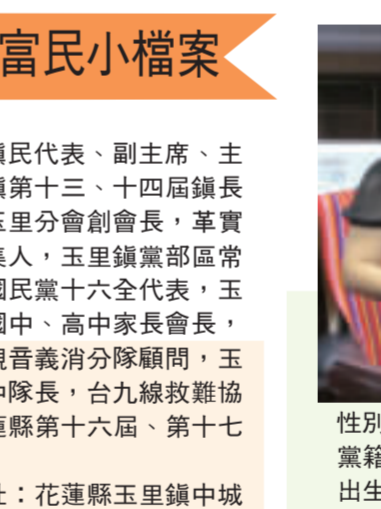 富民小檔案
鎮民代表、副主席、主
鎮第十三、十四屆鎮長
玉里分會創會長，革實
集人，玉里鎮黨部區常
國民黨十六全代表，玉
國中、高中家長會長，
觀音義消分隊顧問，玉
中隊長，台九線救難協
蓮縣第十六屆、第十七
址：花蓮縣玉里鎮中城
性別
黨籍
出生